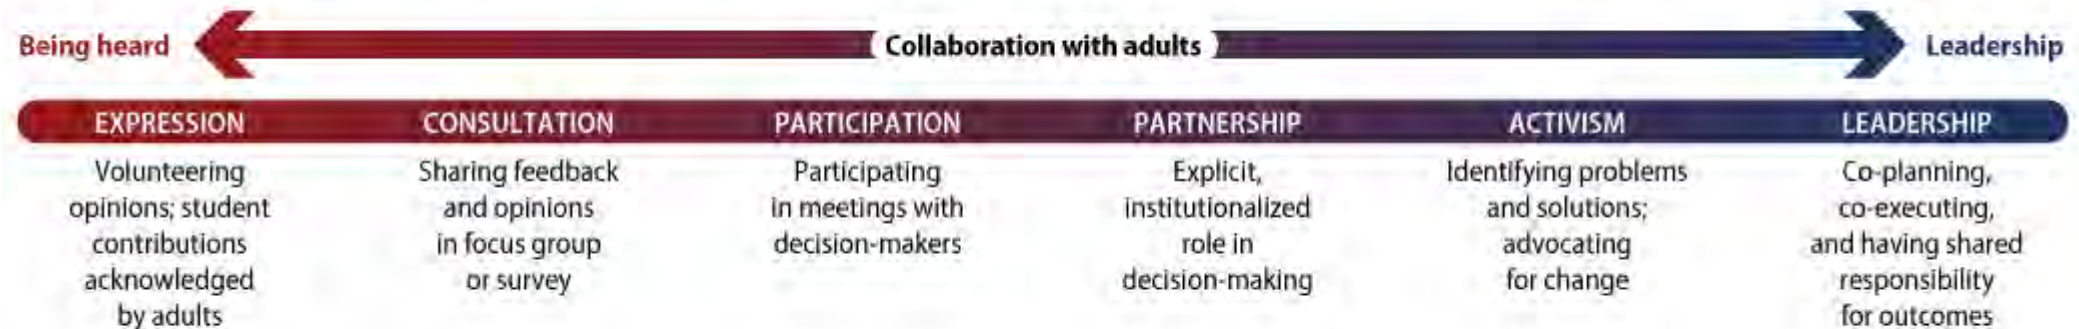 Being heard
Collaboration with adults
Leadership
EXPRESSION
Volunteering
opinions; student
contributions
acknowledged
by adults
CONSULTATION
Sharing feedback
and opinions
in focus group
or survey
PARTICIPATION
Participating
in meetings with
decision-makers
PARTNERSHIP
Explicit,
institutionalized
role in
decision-making
ACTIVISM
Identifying problems
and solutions;
advocating
for change
LEADERSHIP
Co-planning,
co-executing,
and having shared
responsibility
for outcomes